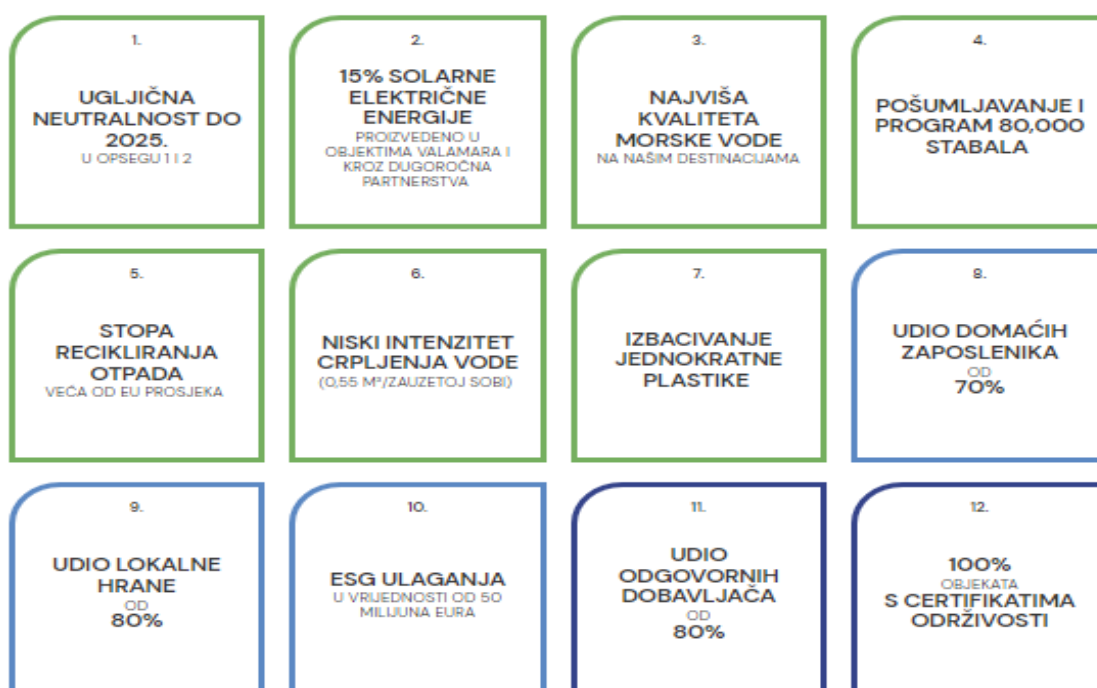 1.
UGLJIČNA
NEUTRALNOST DO
2025.
U OPSEGU 1 I 2
2.
15% SOLARNE
ELEKTRIČNE
ENERGIJE
PROIZVEDENO U
OBJEKTIMA VALAMARA I
KROZ DUGOROČNA
PARTNERSTVA
3.
NAJVIŠA
KVALITETA
MORSKE VODE
NA NAŠIM DESTINACIJAMA
4.
POŠUMLJAVANJE I
PROGRAM 80,000
STABALA
5.
STOPA
RECIKLIRANJA
OTPADA
VEĆA OD EU PROSJEKA
6.
NISKI INTENZITET
CRPLJENJA VODE
(0,55 M³/ZAUZETOJ SOBI)
7.
IZBACIVANJE
JEDNOKRATNE
PLASTIKE
8.
UDIO DOMAĆIH
ZAPOSLENIKA
OD
70%
9.
UDIO LOKALNE
HRANE
OD
80%
10.
ESG ULAGANJA
U VRIJEDNOSTI OD 50
MILIJUNA EURA
11.
UDIO
ODGOVORNIH
DOBAVLJAČA
OD
80%
12.
100%
OBJEKATA
S CERTIFIKATIMA
ODRŽIVOSTI